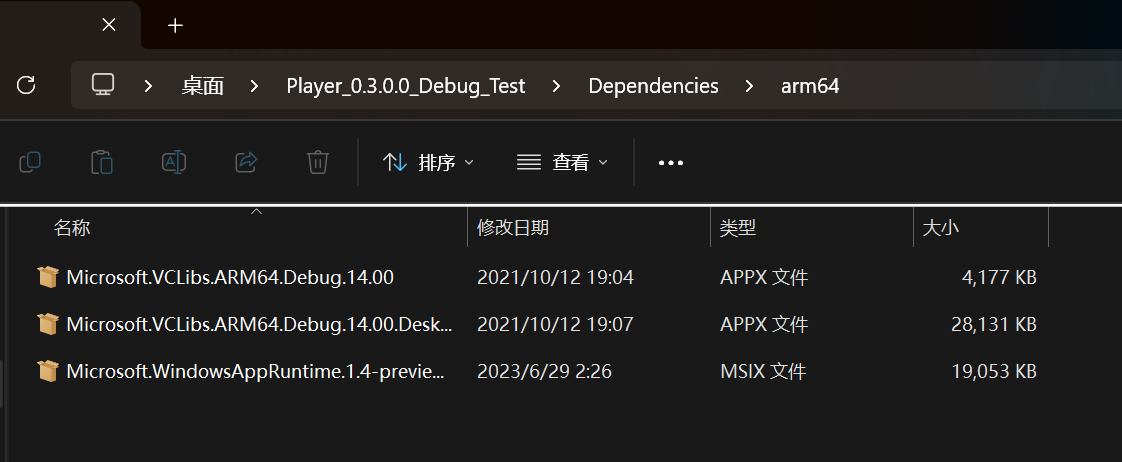 桌面 Player_0.3.0.0_Debug_Test Dependencies arm64
排序 查看
名称 修改日期 类型 大小
Microsoft.VCLibs.ARM64.Debug.14.00 2021/10/12 19:04 APPX 文件 4,177 KB
Microsoft.VCLibs.ARM64.Debug.14.00.Desk... 2021/10/12 19:07 APPX 文件 28,131 KB
Microsoft.WindowsAppRuntime.1.4-previe... 2023/6/29 2:26 MSIX 文件 19,053 KB